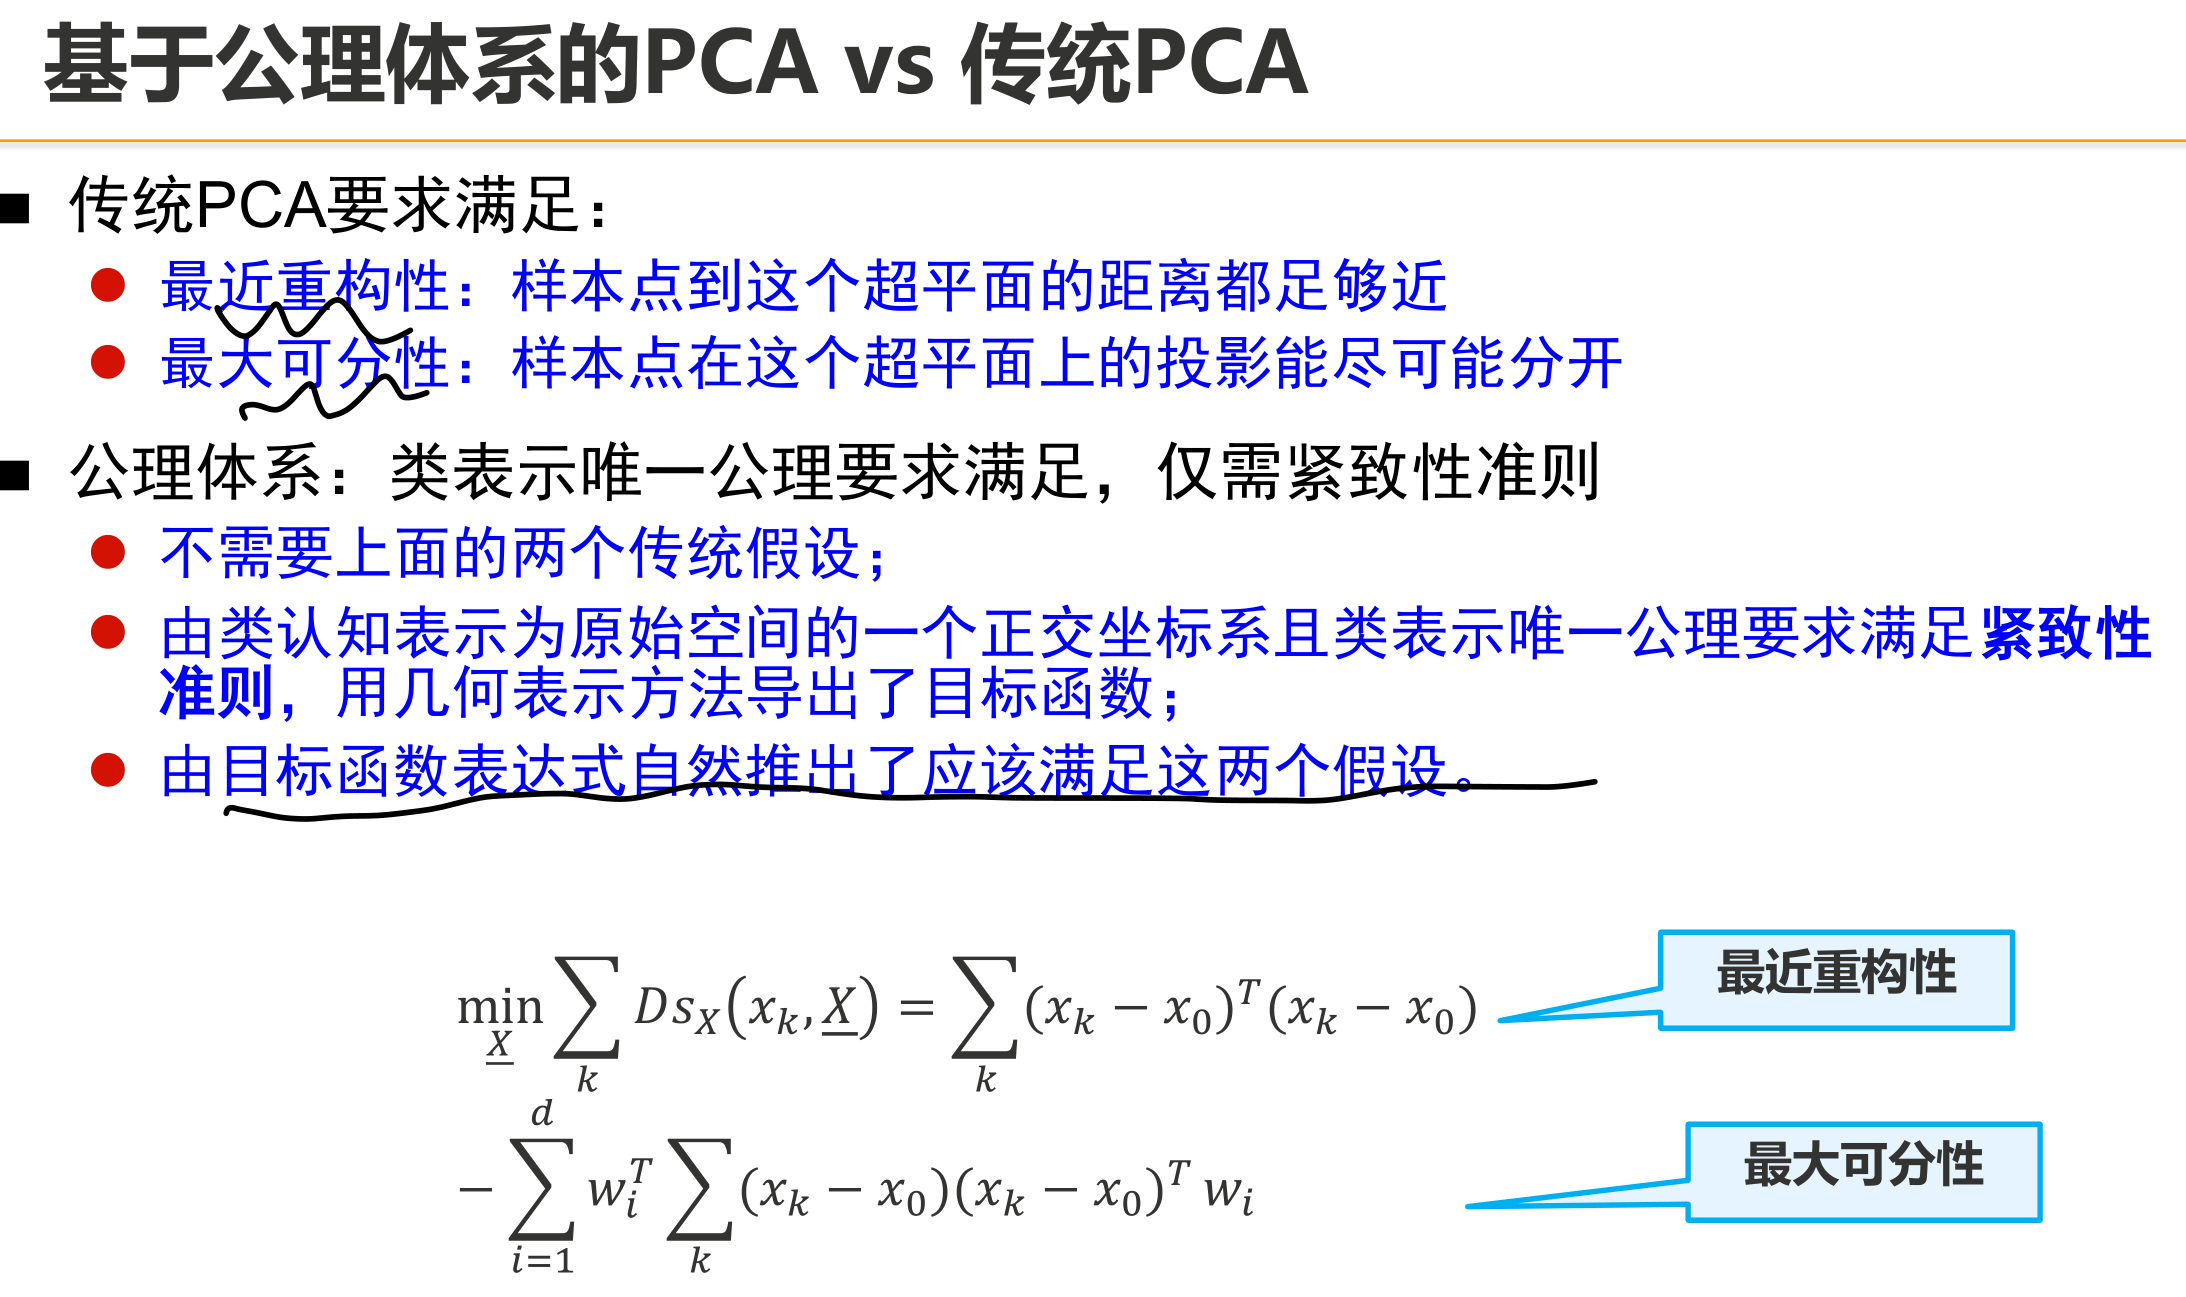 基于公理体系的PCA vs 传统PCA
■ 传统PCA要求满足：
● 最近重构性：样本点到这个超平面的距离都足够近
● 最大可分性：样本点在这个超平面上的投影能尽可能分开
■ 公理体系：类表示唯一公理要求满足，仅需紧致性准则
● 不需要上面的两个传统假设；
● 由类认知表示为原始空间的一个正交坐标系且类表示唯一公理要求满足紧致性
准则，用几何表示方法导出了目标函数；
● 由目标函数表达式自然推出了应该满足这两个假设。
最近重构性
$\min_{\underline{X}} \sum_k Ds_X(x_k, \underline{X}) = \sum_k (x_k - x_0)^T (x_k - x_0)$
最大可分性
$- \sum_{i=1}^{d} w_i^T \sum_k (x_k - x_0)(x_k - x_0)^T w_i$